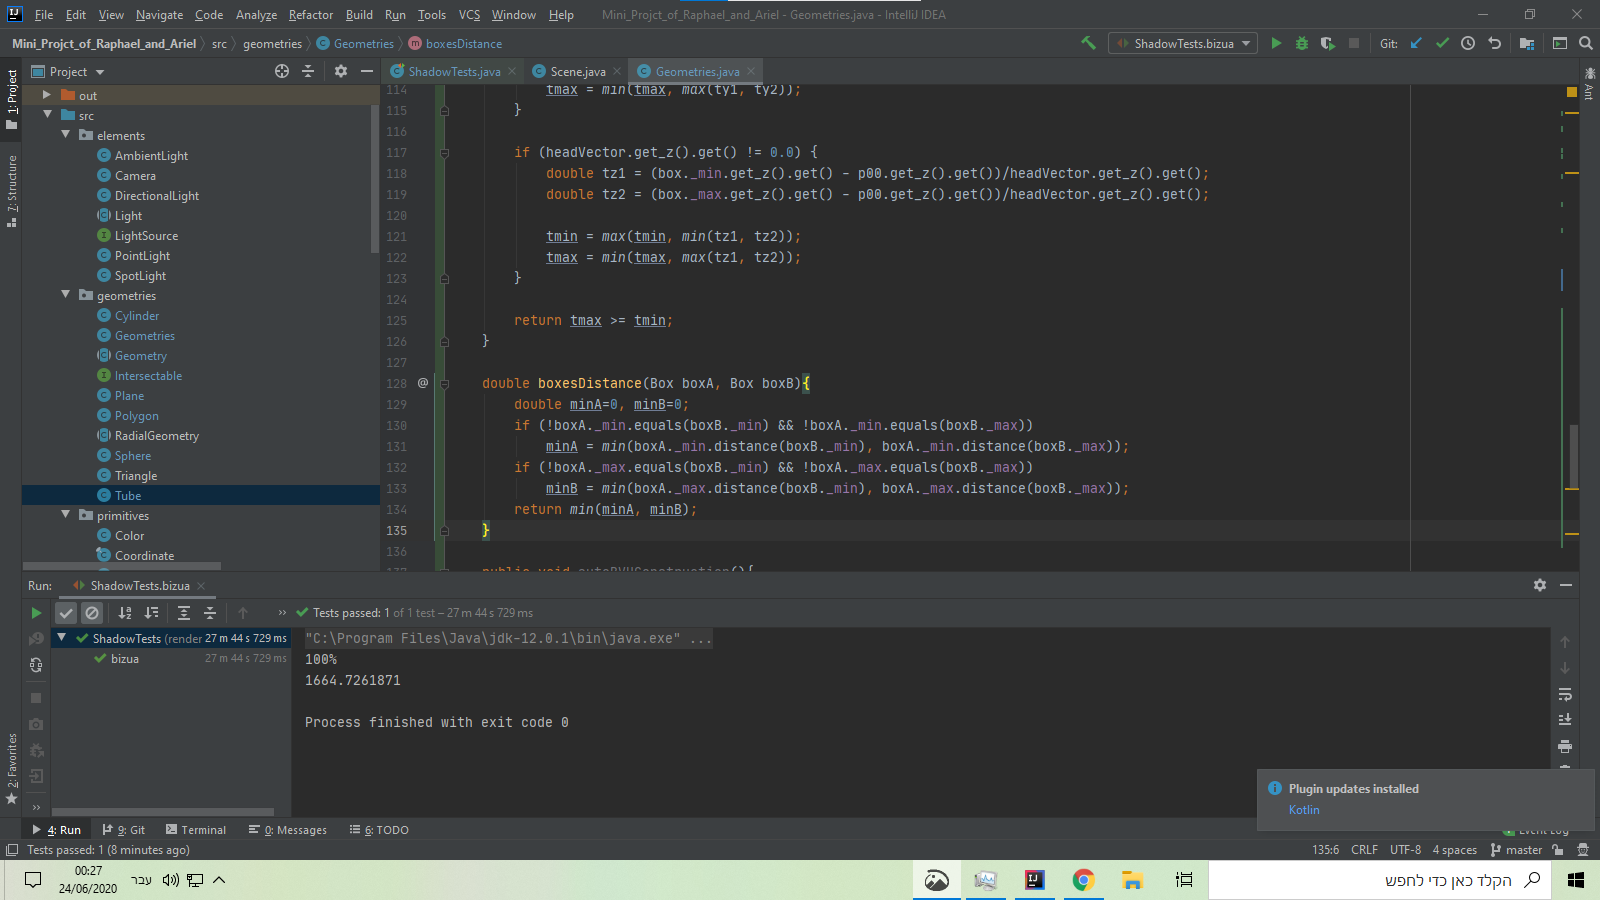 File Edit View Navigate Code Analyze Refactor Build Run Tools VCS Window Help Mini_Projct_of_Raphael_and_Ariel - Geometries.java - IntelliJ IDEA
Mini_Projct_of_Raphael_and_Ariel src geometries Geometries boxesDistance ShadowTests.bizua Git:
Project ShadowTests.java Scene.java Geometries.java
1: Project
7: Structure
2: Favorites
Ant
out
src
elements
AmbientLight
Camera
DirectionalLight
Light
LightSource
PointLight
SpotLight
geometries
Cylinder
Geometries
Geometry
Intersectable
Plane
Polygon
RadialGeometry
Sphere
Triangle
Tube
primitives
Color
Coordinate
114 tmax = min(tmax, max(ty1, ty2));
115 }
116
117 if (headVector.get_z().get() != 0.0) {
118 double tz1 = (box._min.get_z().get() - p00.get_z().get())/headVector.get_z().get();
119 double tz2 = (box._max.get_z().get() - p00.get_z().get())/headVector.get_z().get();
120
121 tmin = max(tmin, min(tz1, tz2));
122 tmax = min(tmax, max(tz1, tz2));
123 }
124
125 return tmax >= tmin;
126 }
127
128 @ double boxesDistance(Box boxA, Box boxB){
129 double minA=0, minB=0;
130 if (!boxA._min.equals(boxB._min) && !boxA._min.equals(boxB._max))
131 minA = min(boxA._min.distance(boxB._min), boxA._min.distance(boxB._max));
132 if (!boxA._max.equals(boxB._min) && !boxA._max.equals(boxB._max))
133 minB = min(boxA._max.distance(boxB._min), boxA._max.distance(boxB._max));
134 return min(minA, minB);
135 }
136
137 public void autoBVHConstruction(){
Run: ShadowTests.bizua
Tests passed: 1 of 1 test – 27 m 44 s 729 ms
ShadowTests (render 27 m 44 s 729 ms
bizua 27 m 44 s 729 ms
"C:\Program Files\Java\jdk-12.0.1\bin\java.exe" ...
100%
1664.7261871
Process finished with exit code 0
Plugin updates installed
Kotlin
4: Run 9: Git Terminal 0: Messages 6: TODO Event Log
Tests passed: 1 (8 minutes ago) 135:6 CRLF UTF-8 4 spaces master
00:27
24/06/2020
עבר
הקלד כאן כדי לחפש